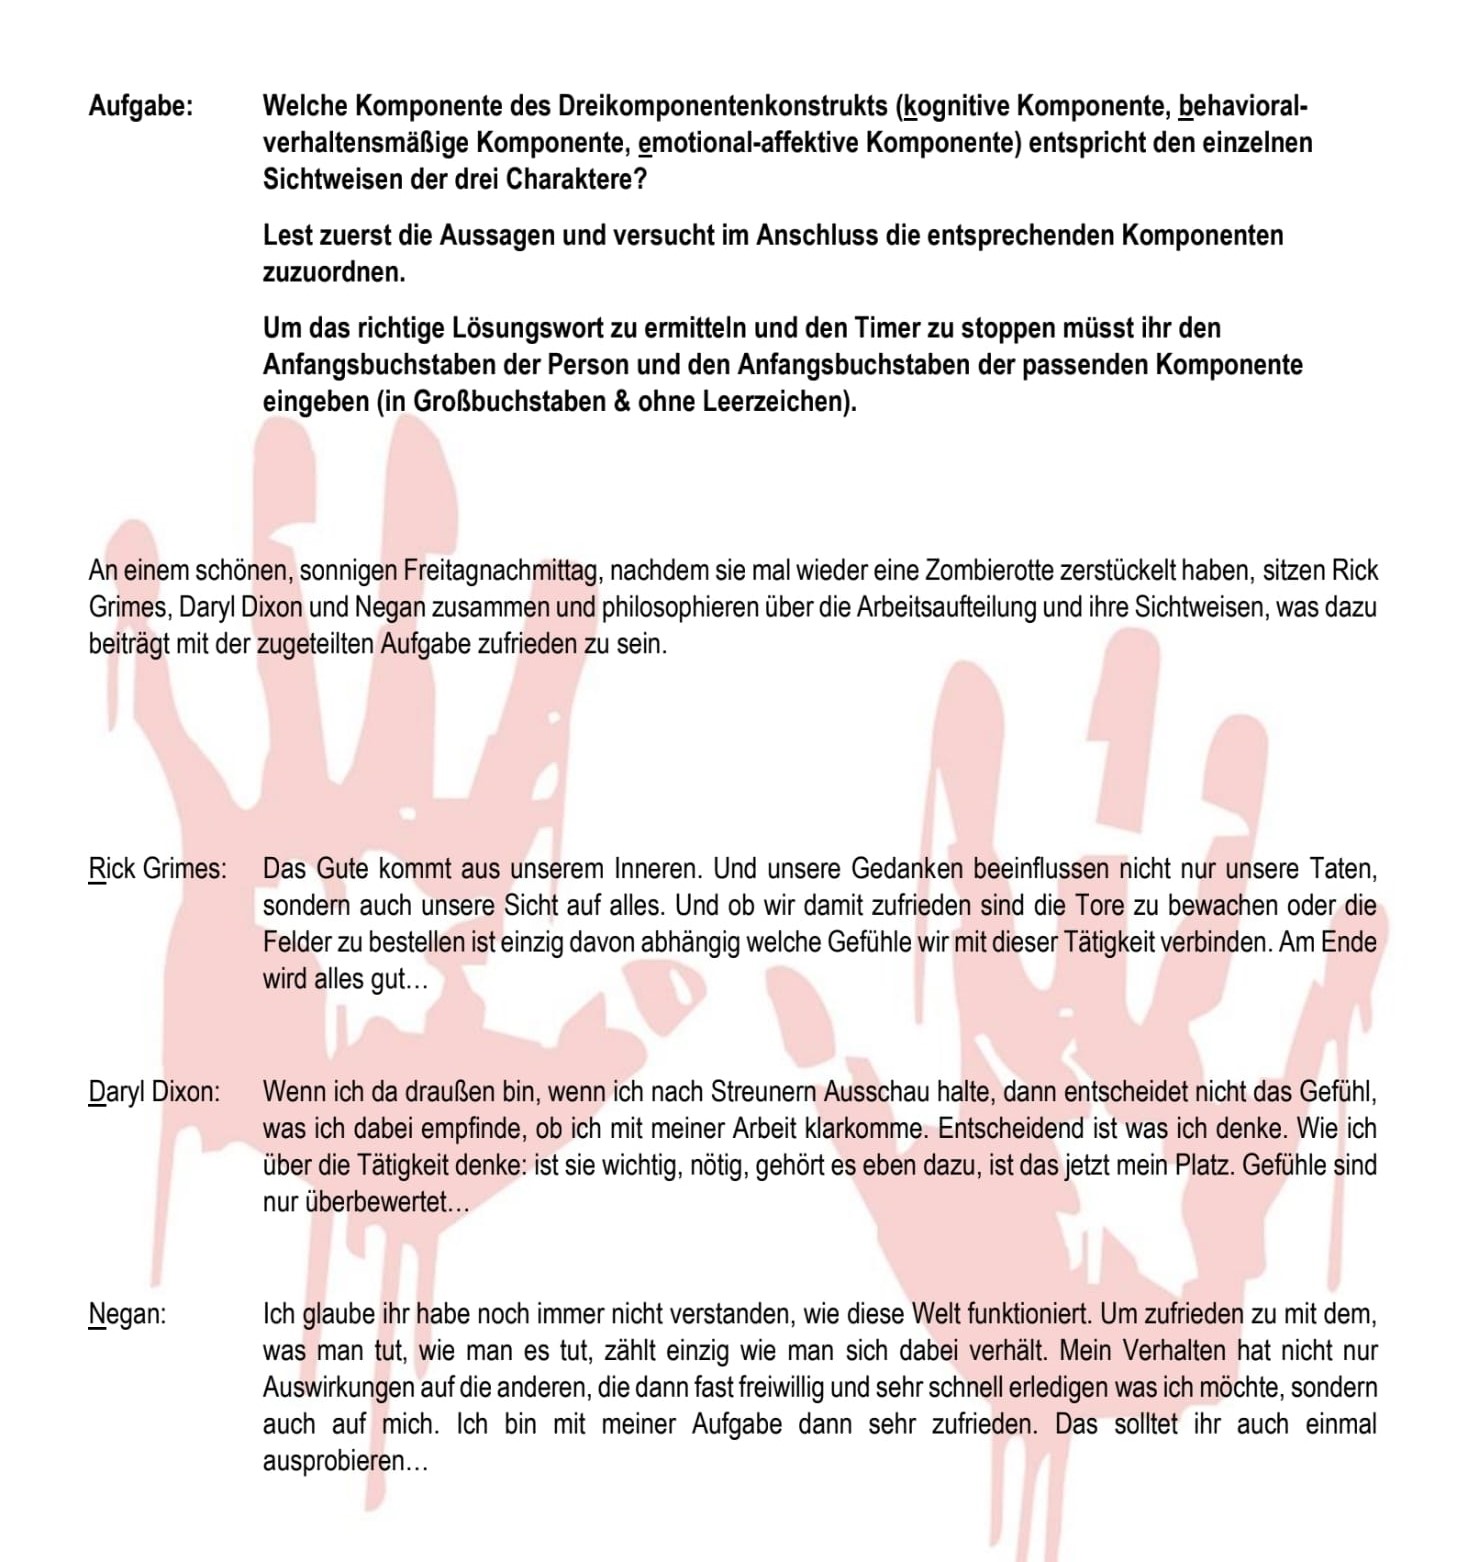 Aufgabe: Welche Komponente des Dreikomponentenkonstrukts (kognitive Komponente, behavioral-
verhaltensmäßige Komponente, emotional-affektive Komponente) entspricht den einzelnen
Sichtweisen der drei Charaktere?
Lest zuerst die Aussagen und versucht im Anschluss die entsprechenden Komponenten
zuzuordnen.
Um das richtige Lösungswort zu ermitteln und den Timer zu stoppen müsst ihr den
Anfangsbuchstaben der Person und den Anfangsbuchstaben der passenden Komponente
eingeben (in Großbuchstaben & ohne Leerzeichen).
An einem schönen, sonnigen Freitagnachmittag, nachdem sie mal wieder eine Zombierotte zerstückelt haben, sitzen Rick
Grimes, Daryl Dixon und Negan zusammen und philosophieren über die Arbeitsaufteilung und ihre Sichtweisen, was dazu
beiträgt mit der zugeteilten Aufgabe zufrieden zu sein.
Rick Grimes: Das Gute kommt aus unserem Inneren. Und unsere Gedanken beeinflussen nicht nur unsere Taten,
sondern auch unsere Sicht auf alles. Und ob wir damit zufrieden sind die Tore zu bewachen oder die
Felder zu bestellen ist einzig davon abhängig welche Gefühle wir mit dieser Tätigkeit verbinden. Am Ende
wird alles gut…
Daryl Dixon: Wenn ich da draußen bin, wenn ich nach Streunern Ausschau halte, dann entscheidet nicht das Gefühl,
was ich dabei empfinde, ob ich mit meiner Arbeit klarkomme. Entscheidend ist was ich denke. Wie ich
über die Tätigkeit denke: ist sie wichtig, nötig, gehört es eben dazu, ist das jetzt mein Platz. Gefühle sind
nur überbewertet…
Negan: Ich glaube ihr habe noch immer nicht verstanden, wie diese Welt funktioniert. Um zufrieden zu mit dem,
was man tut, wie man es tut, zählt einzig wie man sich dabei verhält. Mein Verhalten hat nicht nur
Auswirkungen auf die anderen, die dann fast freiwillig und sehr schnell erledigen was ich möchte, sondern
auch auf mich. Ich bin mit meiner Aufgabe dann sehr zufrieden. Das solltet ihr auch einmal
ausprobieren…